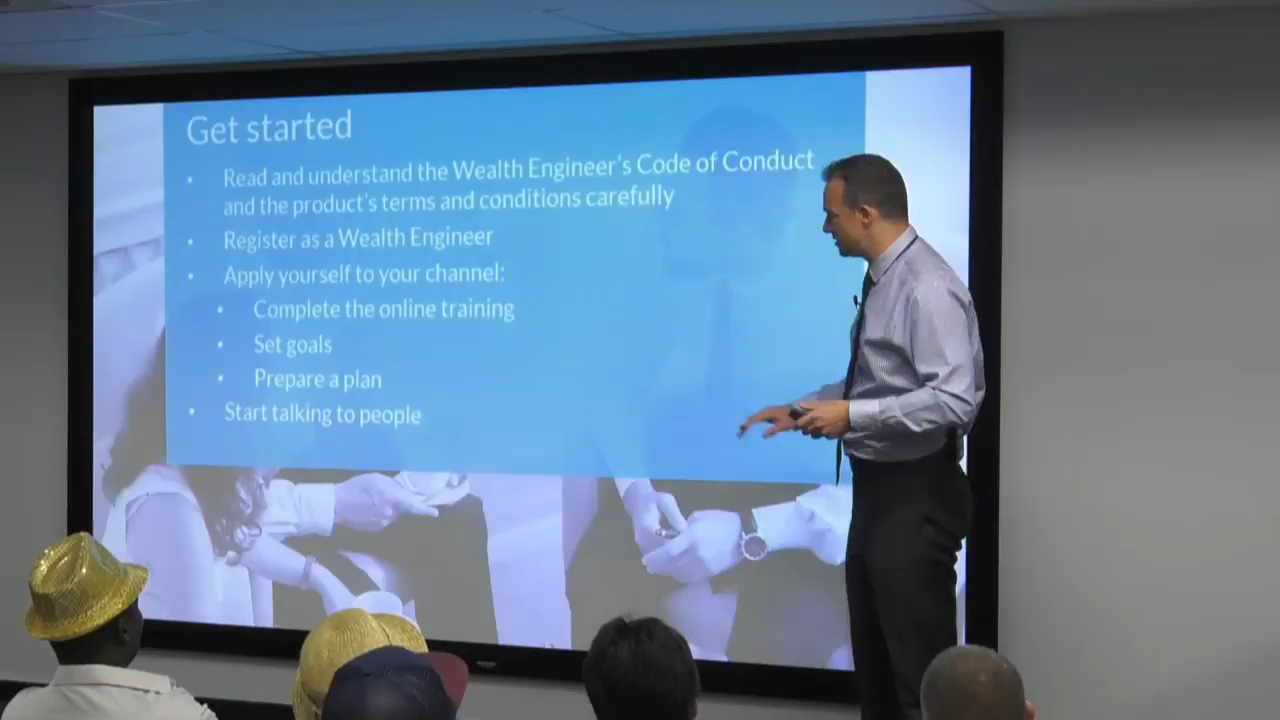 Get started
Read and understand the Wealth Engineer's Code of Conduct
and the product's terms and conditions carefully
Register as a Wealth Engineer
Apply yourself to your channel:
Complete the online training
Set goals
Prepare a plan
Start talking to people